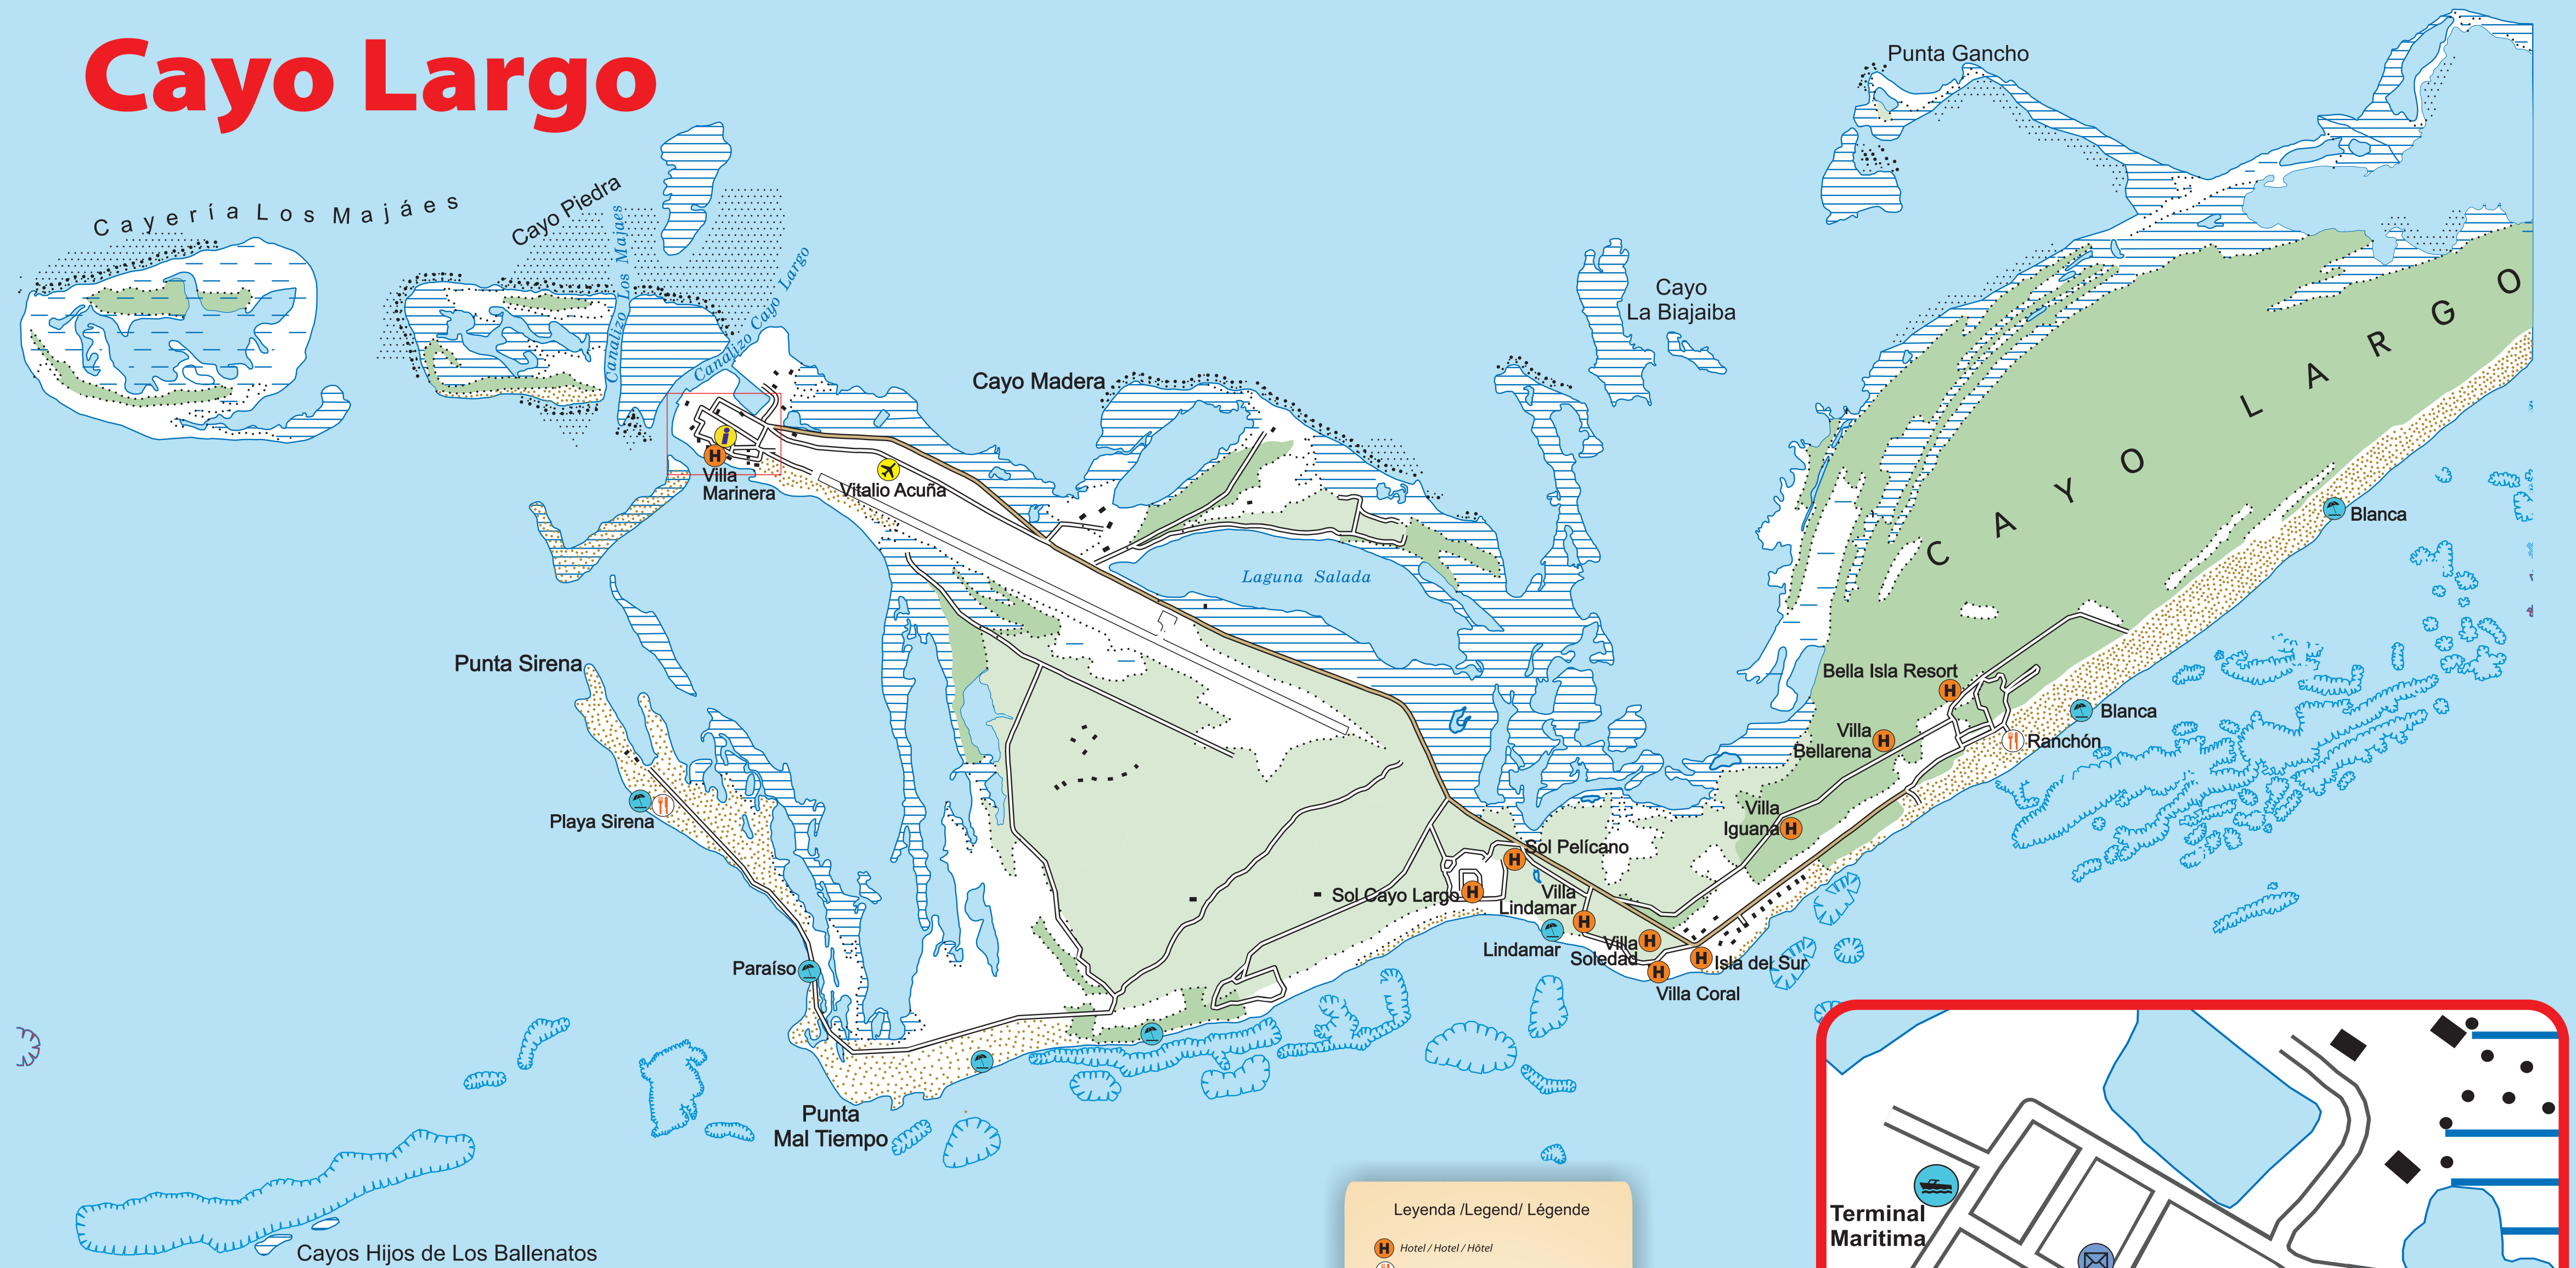 Cayo Largo
Punta Gancho
Cayería Los Majáes
Cayo Piedra
Canalizo Los Majaes
Canalizo Cayo Largo
Cayo
La Biajaiba
Cayo Madera
CAYO LARGO
i
H
Villa
Marinera
Vitalio Acuña
Blanca
Laguna Salada
Punta Sirena
Bella Isla Resort
H
Blanca
Villa
Bellarena
H
Ranchón
Playa Sirena
Villa
Iguana
H
Sol Pelícano
H
Sol Cayo Largo
H
Villa
Lindamar
H
Lindamar
Villa
Soledad
H
H
Isla del Sur
H
Villa Coral
Paraíso
Punta
Mal Tiempo
Cayos Hijos de Los Ballenatos
Leyenda /Legend/ Légende
H Hotel / Hotel / Hôtel
Terminal
Maritima